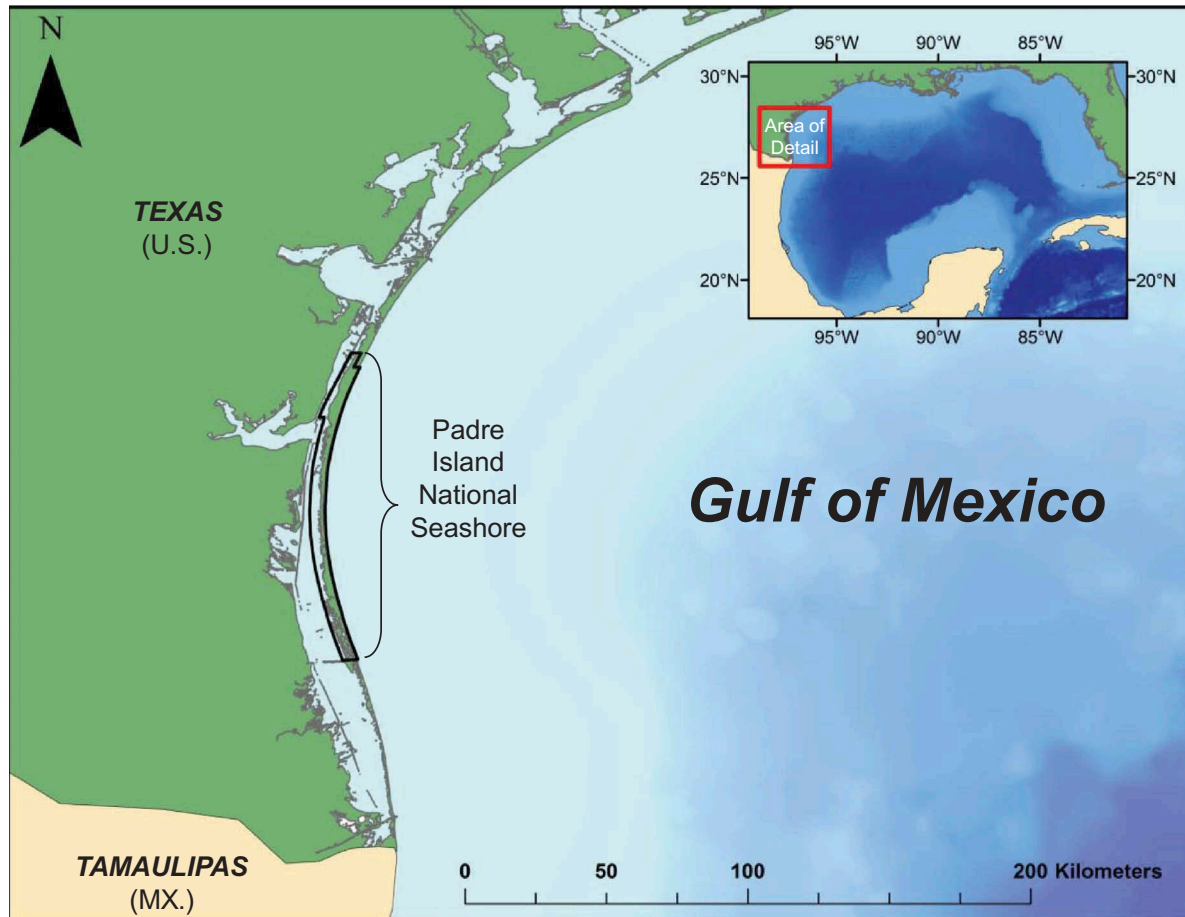 N
95°W 90°W 85°W
30°N 30°N
Area of
Detail
25°N 25°N
20°N 20°N
95°W 90°W 85°W
TEXAS
(U.S.)
Padre
Island
National
Seashore
Gulf of Mexico
TAMAULIPAS
(MX.)
0 50 100 200 Kilometers